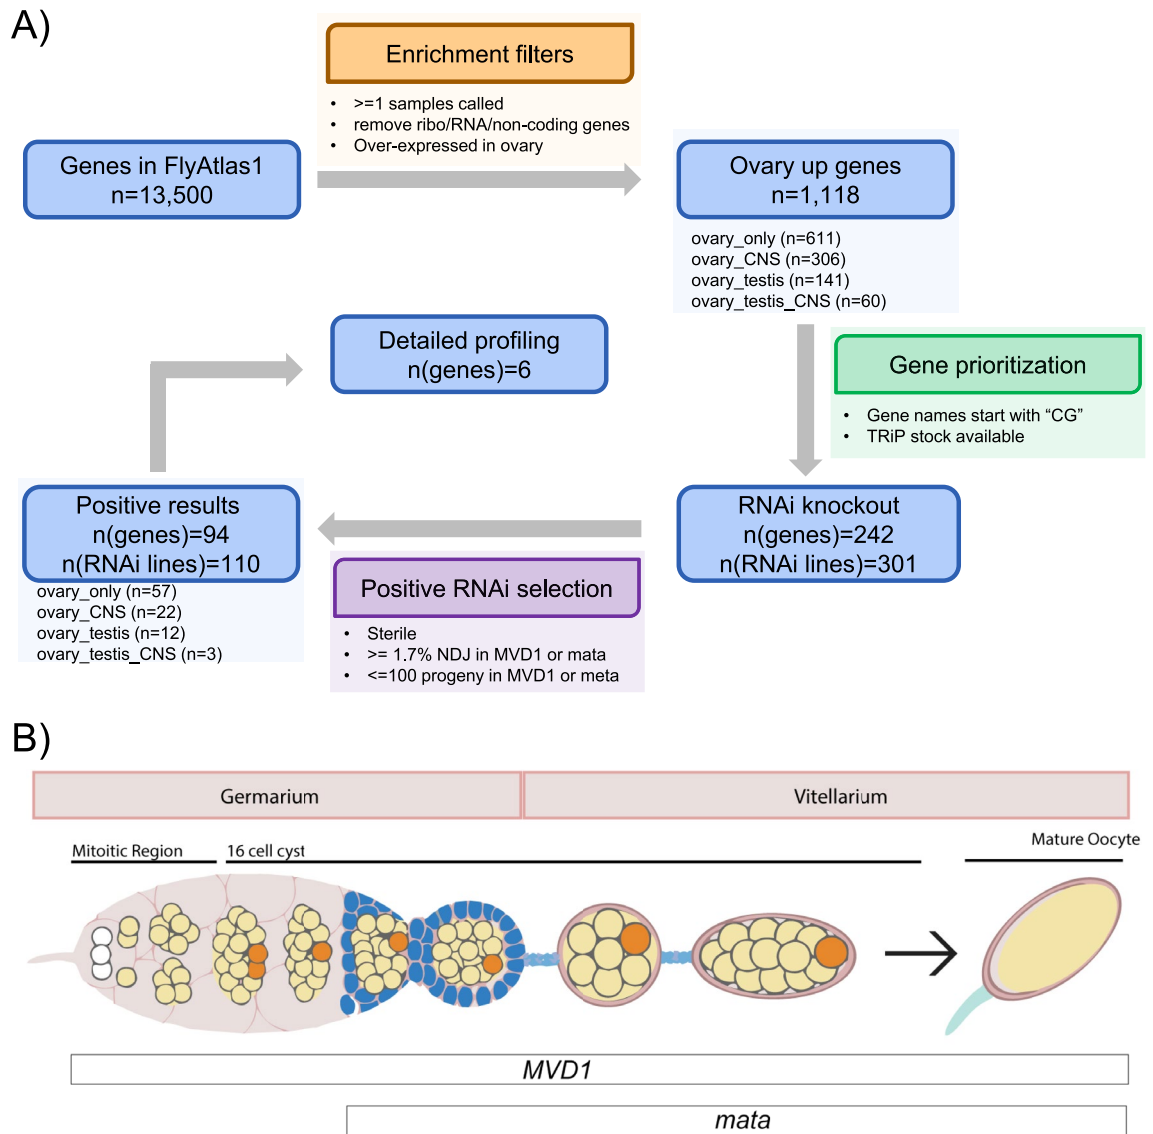 A)
Enrichment filters
• >=1 samples called
• remove ribo/RNA/non-coding genes
• Over-expressed in ovary
Genes in FlyAtlas1
n=13,500
Ovary up genes
n=1,118
ovary_only (n=611)
ovary_CNS (n=306)
ovary_testis (n=141)
ovary_testis_CNS (n=60)
Detailed profiling
n(genes)=6
Gene prioritization
• Gene names start with “CG”
• TRiP stock available
Positive results
n(genes)=94
n(RNAi lines)=110
ovary_only (n=57)
ovary_CNS (n=22)
ovary_testis (n=12)
ovary_testis_CNS (n=3)
RNAi knockout
n(genes)=242
n(RNAi lines)=301
Positive RNAi selection
• Sterile
• >= 1.7% NDJ in MVD1 or mata
• <=100 progeny in MVD1 or meta
B)
Germarium
Vitellarium
Mitoitic Region
16 cell cyst
Mature Oocyte
MVD1
mata